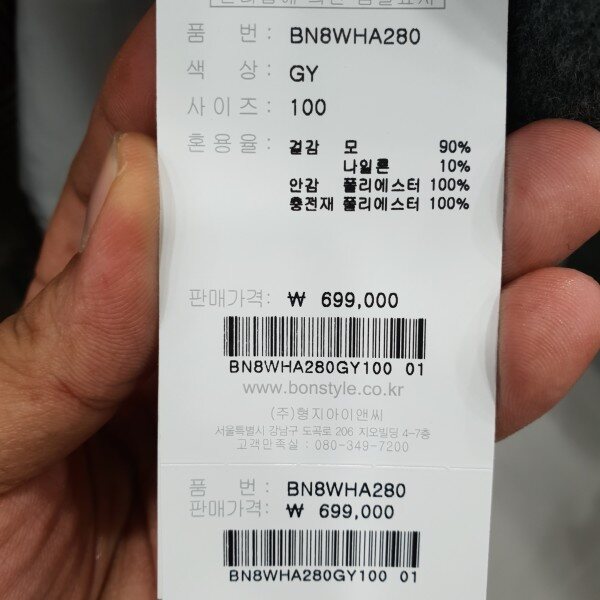 품 번 : BN8WHA280
색 상 : GY
사이즈 : 100
혼용율 : 겉감 모 90%
나일론 10%
안감 폴리에스터 100%
충전재 폴리에스터 100%
판매가격: ₩ 699,000
BN8WHA280GY100 01
www.bonstyle.co.kr
(주)형지아이앤씨
서울특별시 강남구 도곡로 206 지오빌딩 4-7층
고객만족실 : 080-349-7200
품 번 : BN8WHA280
판매가격: ₩ 699,000
BN8WHA280GY100 01